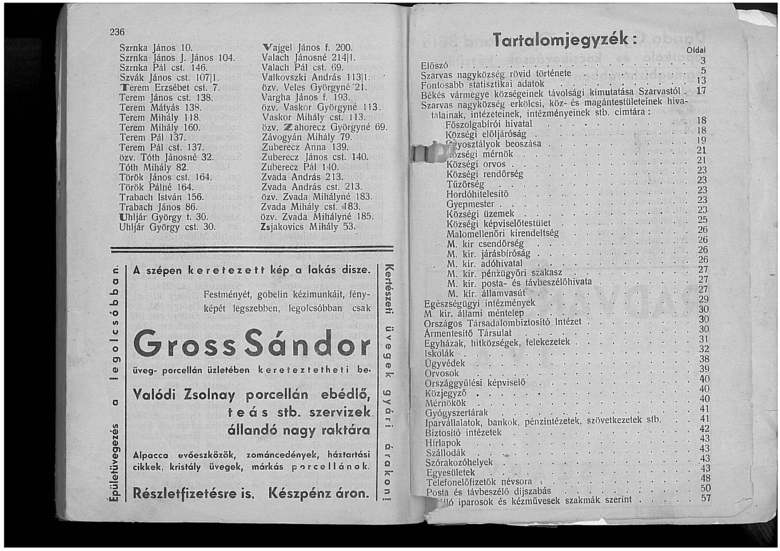 236
Szrnka János 10.
Szrnka János J. János 104.
Szrnka Pál cst. 146.
Szvák János cst. 107|1.
Terem Erzsébet cst. 7.
Terem János cst. 138.
Terem Mátyás 138.
Terem Mihály 118.
Terem Mihály 160.
Terem Pál 137.
Terem Pál cst. 137.
özv. Tóth Jánosné 32.
Tóth Mihály 82.
Török János cst. 164.
Török Pálné 164.
Trabach István 156.
Trabach János 86.
Uhljár György f. 30.
Uhljár György cst. 30.
Vajgel János f. 200.
Valach Jánosné 214|1.
Valach Pál cst. 69.
Valkovszki András 113|1.
özv. Veles Györgyné 21.
Vargha János f. 193.
özv. Vaskor Györgyné 113.
Vaskor Mihály cst. 113.
özv. Zahorecz Györgyné 69.
Závogyán Mihály 79.
Zuberecz Anna 139.
Zuberecz János cst. 140.
Zuberecz Pál 140.
Zvada András 213.
Zvada András cst. 213.
özv. Zvada Mihályné 183.
Zvada Mihály cst. 183.
özv. Zvada Mihályné 185.
Zsjakovics Mihály 53.
Épületüvegezés a legolcsóbban
A szépen keretezett kép a lakás disze.
Festményét, gobelin kézimunkáit, fény-
képét legszebben, legolcsóbban csak
Gross Sándor
üveg- porcellán üzletében kereteztetheti be.
Valódi Zsolnay porcellán ebédlő,
teás stb. szervizek
állandó nagy raktára
Alpacca evőeszközök, zománcedények, háztartási
cikkek, kristály üvegek, márkás porcellánok.
Részletfizetésre is. Készpénz áron.
Kertészeti üvegek gyári árakon!
Tartalomjegyzék:
Oldal
Előszó 3
Szarvas nagyközség rövid története 5
Fontosabb statisztikai adatok 13
Békés vármegye községeinek távolsági kimutatása Szarvastól 17
Szarvas nagyközség erkölcsi, köz- és magántestületeinek hiva-
talainak, intézeteinek, intézményeinek stb. címtára:
Főszolgabírói hivatal 18
Községi elöljáróság 18
Ügyosztályok beosztása 19
Községi mérnök 21
Községi orvos 21
Községi rendőrség 23
Tűzőrség 23
Hordóhitelesítő 23
Gyepmester 23
Községi üzemek 23
Községi képviselőtestület 25
Malomellenőri kirendeltség 26
M. kir csendőrség 26
M. kir. járásbíróság 26
M. kir. adóhivatal 26
M. kir. pénzügyőri szakasz 27
M. kir. posta- és távbeszélőhivata 27
M. kir. államvasút 27
Egészségügyi intézmények 29
M kir. állami méntelep 30
Országos Társadalombiztosító Intézet 30
Ármentesítő Társulat 30
Egyházak, hitközségek, felekezetek 31
Iskolák 32
Ügyvédek 38
Orvosok 39
Országgyűlési képviselő 40
Közjegyző 40
Mérnökök 40
Gyógyszertárak 41
Iparvállalatok, bankok, pénzintézetek, szövetkezetek stb. 41
Biztosító intézetek 42
Hirlapok 43
Szállodák 43
Szórakozóhelyek 43
Egyesületek 43
Telefonelőfizetők névsora 48
Posta és távbeszélő díjszabás 50
iparosok és kézművesek szakmák szerint 57